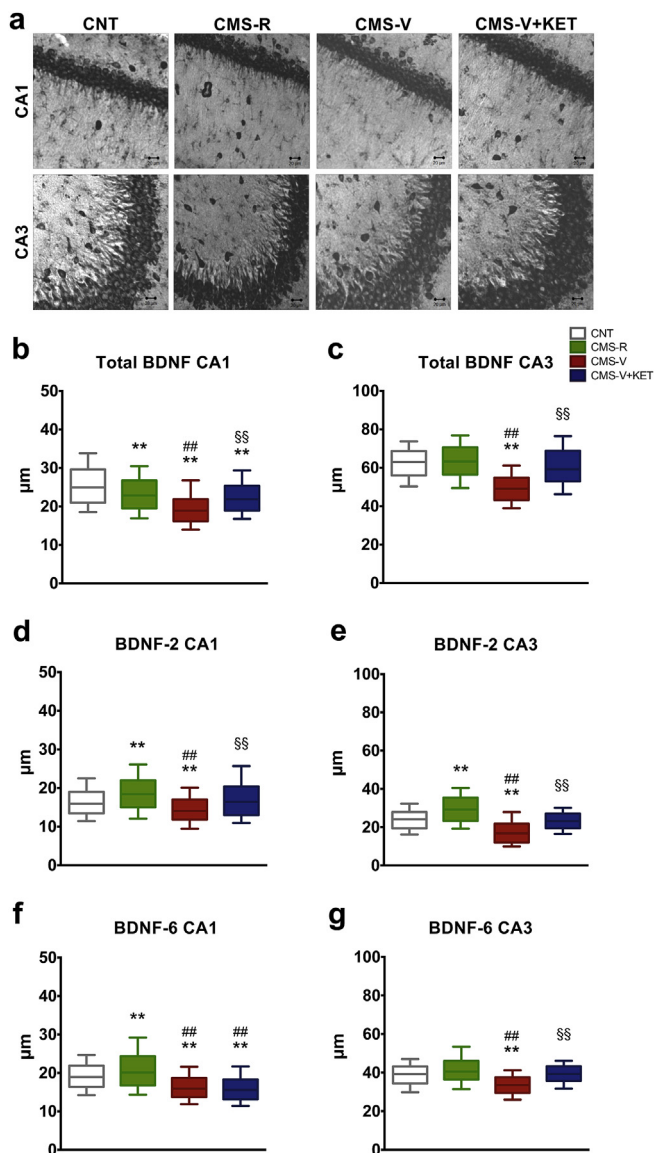 a
CNT CMS-R CMS-V CMS-V+KET
CA1
20 µm 20 µm
CA3
CNT
CMS-R
CMS-V
CMS-V+KET
b
Total BDNF CA1
µm
50
40
30
20
10
0
** ## ** §§ **
c
Total BDNF CA3
100
80
60
40
20
0
## ** §§
d
BDNF-2 CA1
µm
50
40
30
20
10
0
** ## ** §§
e
BDNF-2 CA3
µm
100
80
60
40
20
0
** ## ** §§
f
BDNF-6 CA1
µm
50
40
30
20
10
0
** ## ** ## **
g
BDNF-6 CA3
µm
100
80
60
40
20
0
## ** §§